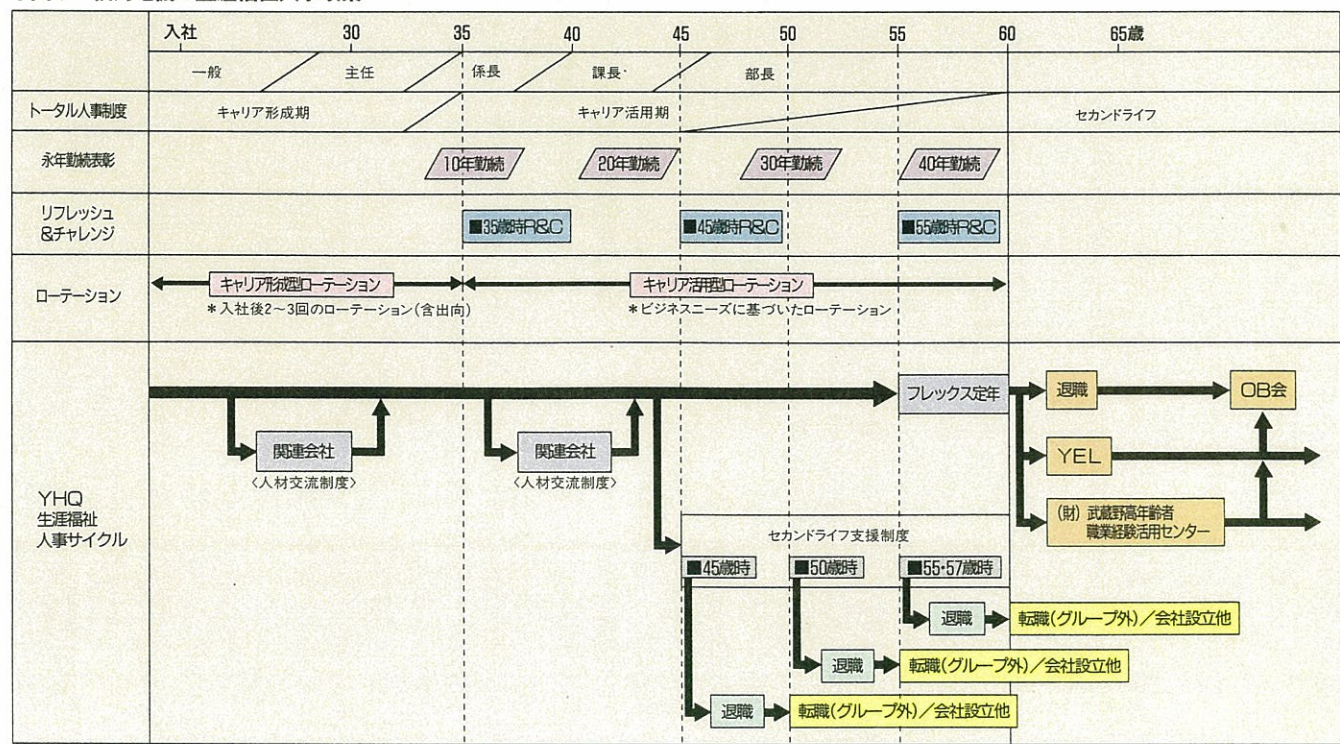 入社 30 35 40 45 50 55 60 65歳
一般 主任 係長 課長 部長
トータル人事制度 キャリア形成期 キャリア活用期 セカンドライフ
永年勤続表彰 10年勤続 20年勤続 30年勤続 40年勤続
リフレッシュ
&チャレンジ
■35歳時R&C ■45歳時R&C ■55歳時R&C
ローテーション
キャリア形成型ローテーション キャリア活用型ローテーション
*入社後2〜3回のローテーション(含出向) *ビジネスニーズに基づいたローテーション
YHQ
生涯福祉
人事サイクル
フレックス定年 退職 OB会
関連会社 関連会社 YEL
〈人材交流制度〉 〈人材交流制度〉
(財) 武蔵野高年齢者
職業経験活用センター
セカンドライフ支援制度
■45歳時 ■50歳時 ■55・57歳時
退職 転職(グループ外)/会社設立他
退職 転職(グループ外)/会社設立他
退職 転職(グループ外)/会社設立他